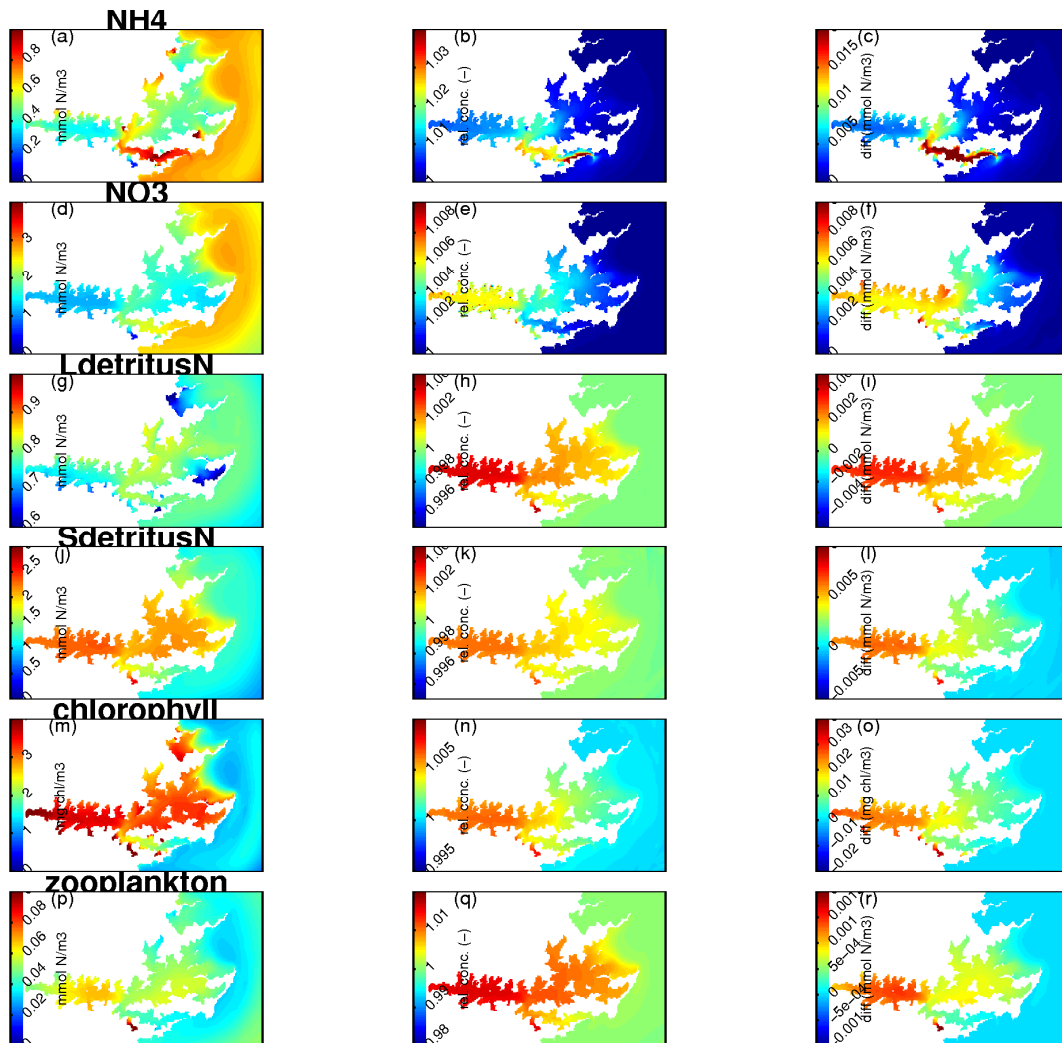 NH4
(a)
0.8
0.6
0.4
0.2
0
mmol N/m3
(b)
1.03
1.02
1.01
1
rel. conc. (−)
(c)
0.015
0.01
0.005
0
diff (mmol N/m3)
NO3
(d)
3
2
1
0
mmol N/m3
(e)
1.008
1.006
1.004
1.002
1
rel. conc. (−)
(f)
0.008
0.006
0.004
0.002
0
diff (mmol N/m3)
LdetritusN
(g)
0.9
0.8
0.7
0.6
mmol N/m3
(h)
1.002
0.998
0.996
rel. conc. (−)
(i)
0.002
0
−0.002
−0.004
diff (mmol N/m3)
SdetritusN
(j)
2.5
2
1.5
1
0.5
0
mmol N/m3
(k)
1.002
1
0.998
0.996
rel. conc. (−)
(l)
0.005
0
−0.005
diff (mmol N/m3)
chlorophyll
(m)
3
2
1
0
mg chl/m3
(n)
1.005
1
0.995
rel. conc. (−)
(o)
0.03
0.02
0.01
0
−0.01
−0.02
diff (mg chl/m3)
zooplankton
(p)
0.08
0.06
0.04
0.02
0
mmol N/m3
(q)
1.01
1
0.99
0.98
rel. conc. (−)
(r)
0.001
5e−04
0
−5e−04
−0.001
diff (mmol N/m3)